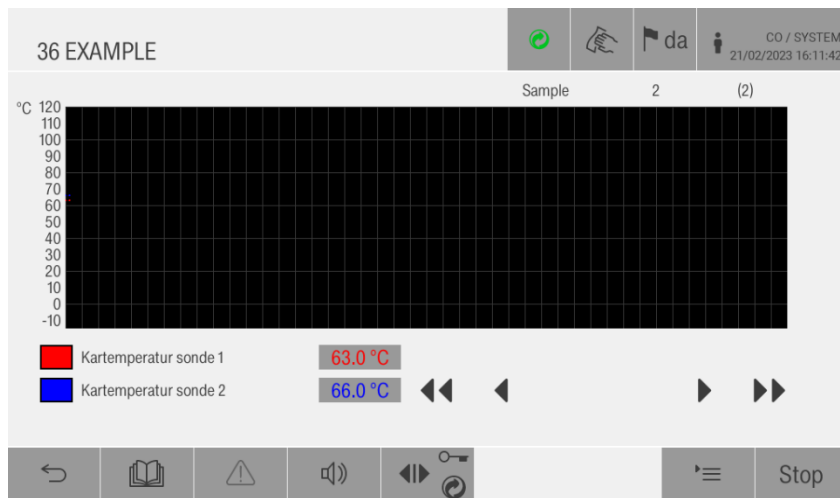 36 EXAMPLE
da
CO / SYSTEM
21/02/2023 16:11:42
Sample 2 (2)
°C 120
110
100
90
80
70
60
50
40
30
20
10
0
-10
Kartemperatur sonde 1 63.0 °C
Kartemperatur sonde 2 66.0 °C
Stop